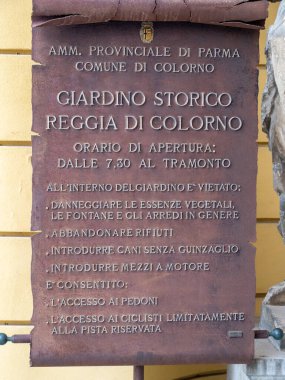 AMM. PROVINCIALE DI PARMA
COMUNE DI COLORNO
GIARDINO STORICO
REGGIA DI COLORNO
ORARIO DI APERTURA:
DALLE 7,30 AL TRAMONTO
ALL'INTERNO DEL GIARDINO E' VIETATO:
.DANNEGGIARE LE ESSENZE VEGETALI,
LE FONTANE E GLI ARREDI IN GENERE
.ABBANDONARE RIFIUTI
.INTRODURRE CANI SENZA GUINZAGLIO
.INTRODURRE MEZZI A MOTORE
E' CONSENTITO:
.L'ACCESSO AI PEDONI
.L'ACCESSO AI CICLISTI LIMITATAMENTE
ALLA PISTA RISERVATA